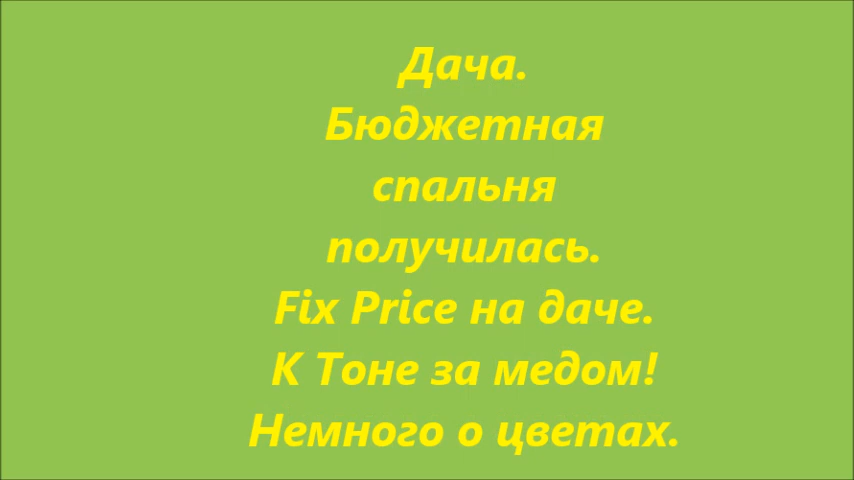 Дача.
Бюджетная
спальня
получилась.
Fix Price на даче.
К Тоне за медом!
Немного о цветах.